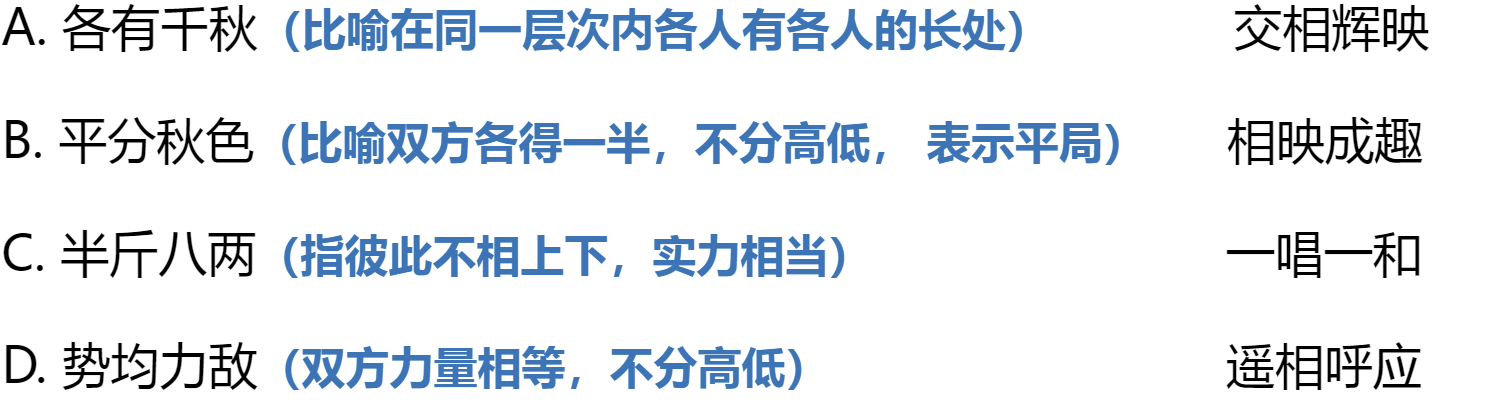 A. 各有千秋（比喻在同一层次内各人有各人的长处） 交相辉映
B. 平分秋色（比喻双方各得一半，不分高低， 表示平局） 相映成趣
C. 半斤八两（指彼此不相上下，实力相当） 一唱一和
D. 势均力敌（双方力量相等，不分高低） 遥相呼应